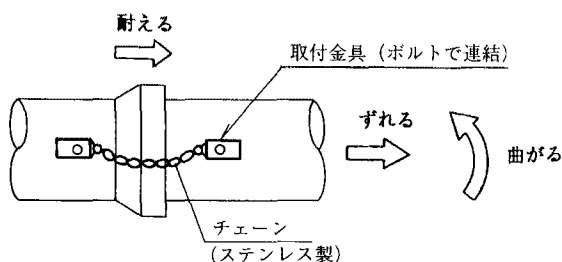 耐える
取付金具（ボルトで連結）
ずれる
曲がる
チェーン
（ステンレス製）